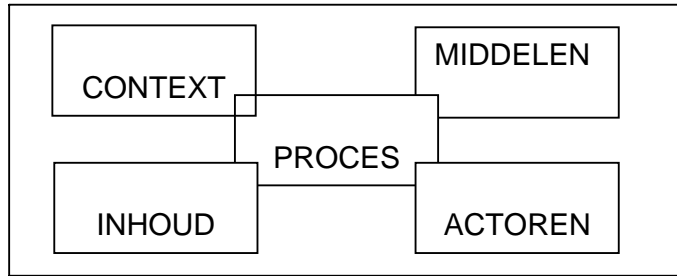 CONTEXT
MIDDELEN
PROCES
INHOUD
ACTOREN